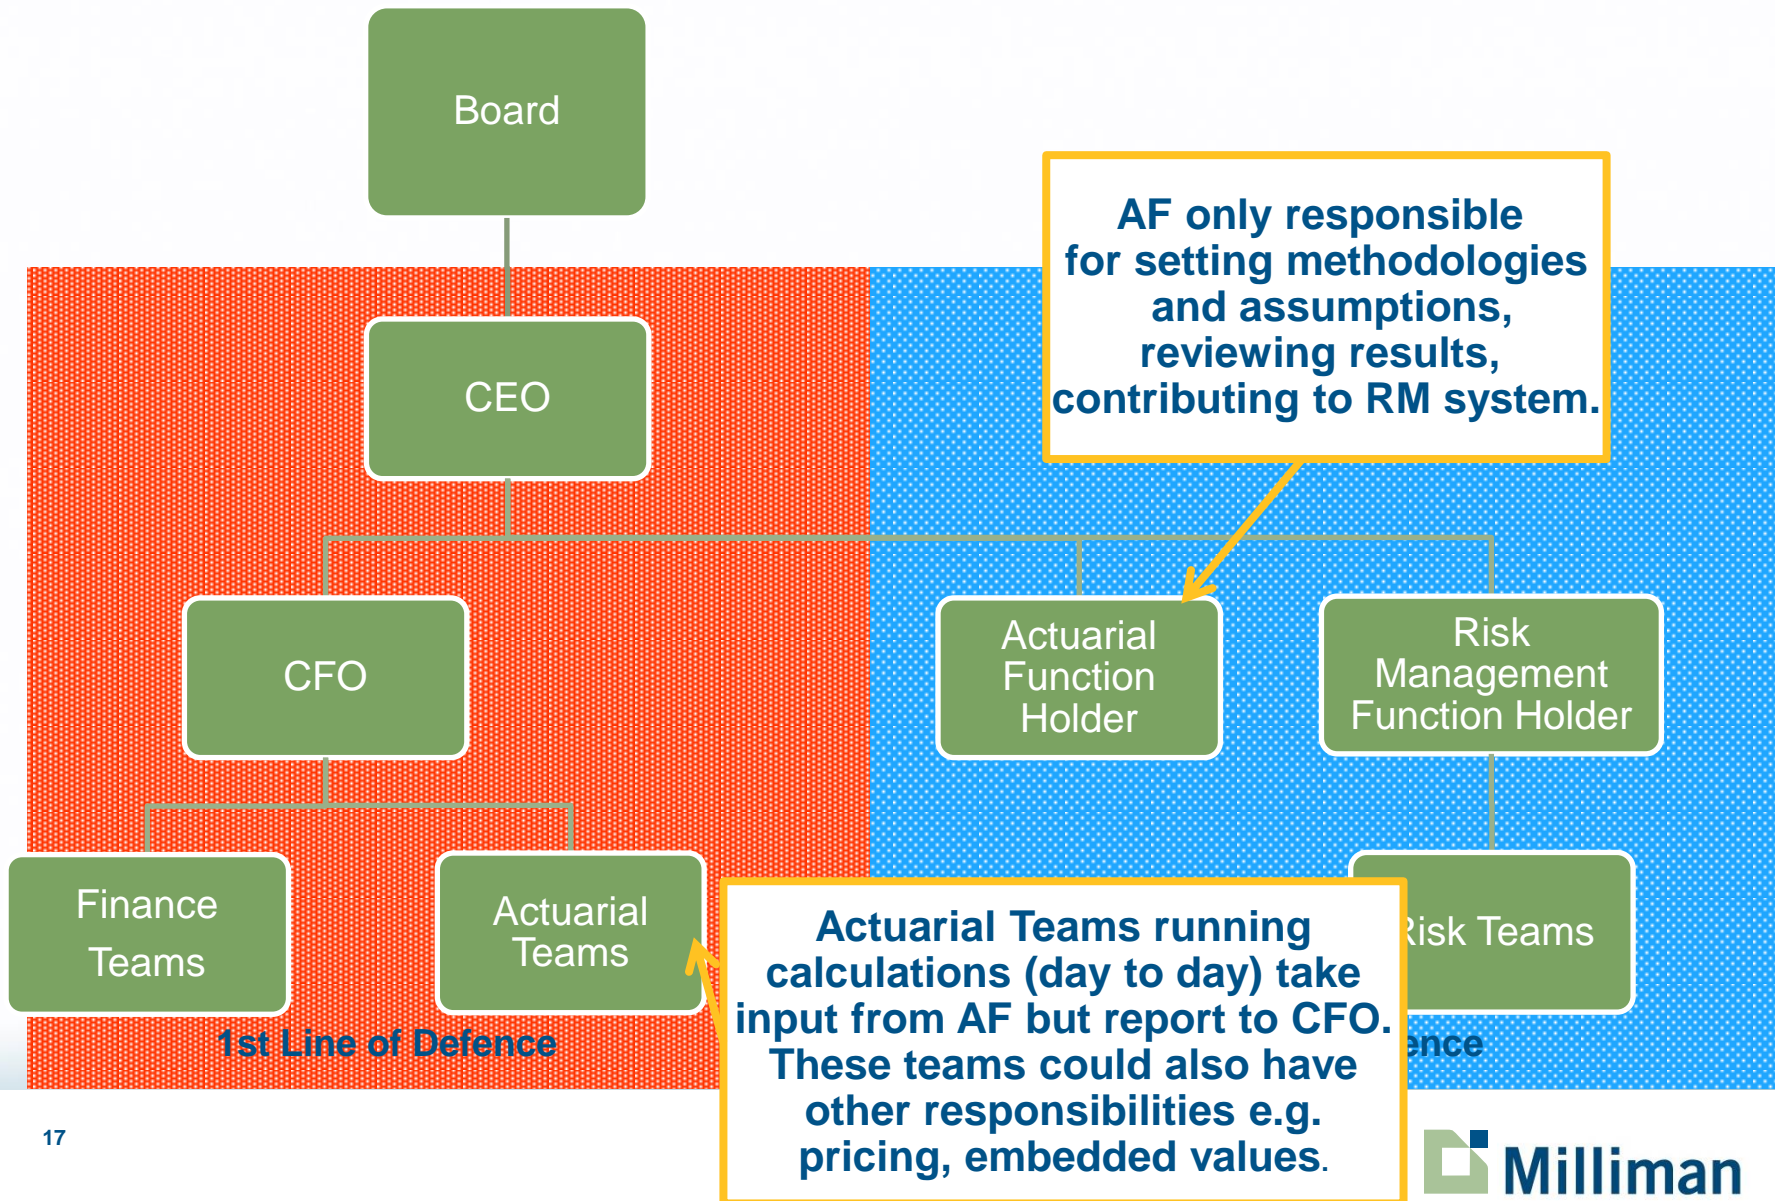 Board
AF only responsible
for setting methodologies
and assumptions,
reviewing results,
contributing to RM system.
CEO
CFO
Actuarial
Function
Holder
Risk
Management
Function Holder
Finance
Teams
Actuarial
Teams
Actuarial Teams running
calculations (day to day) take
input from AF but report to CFO.
These teams could also have
other responsibilities e.g.
pricing, embedded values.
Risk Teams
1st Line of Defence
17
Milliman